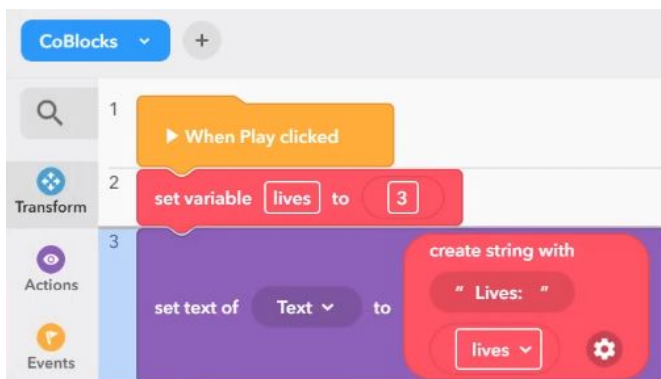 CoBlocks
+
1
When Play clicked
Transform
2
set variable lives to 3
3
create string with
" Lives: "
Actions
set text of Text to
lives
Events